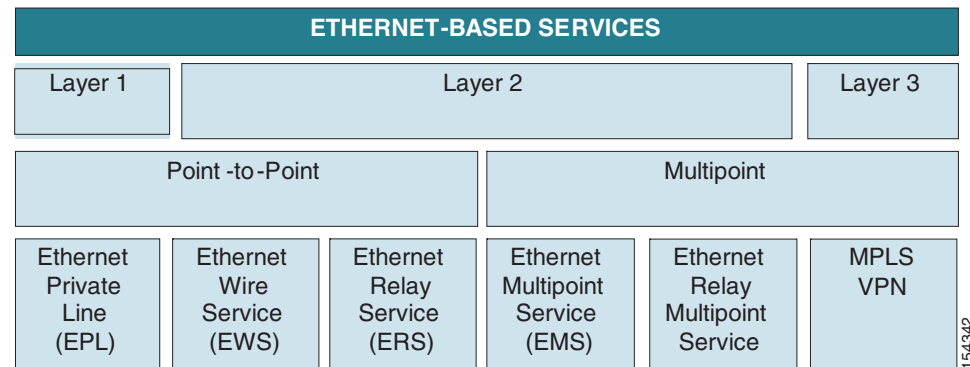 ETHERNET-BASED SERVICES
Layer 1
Layer 2
Layer 3
Point -to-Point
Multipoint
Ethernet
Private
Line
(EPL)
Ethernet
Wire
Service
(EWS)
Ethernet
Relay
Service
(ERS)
Ethernet
Multipoint
Service
(EMS)
Ethernet
Relay
Multipoint
Service
MPLS
VPN
154342